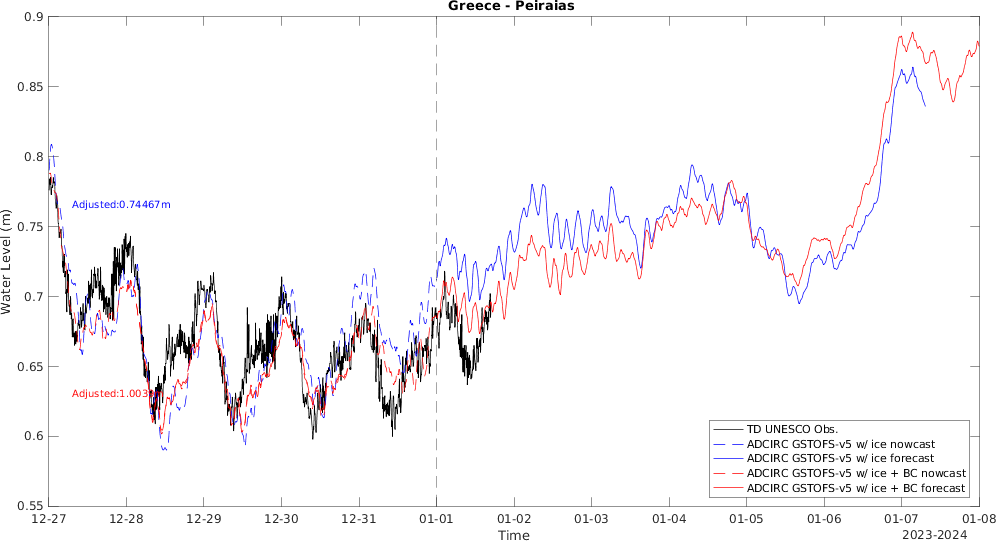 Greece - Peiraias
0.9
0.85
0.8
0.75
0.7
0.65
0.6
0.55
Water Level (m)
Adjusted:0.74467m
Adjusted:1.003
TD UNESCO Obs.
ADCIRC GSTOFS-v5 w/ ice nowcast
ADCIRC GSTOFS-v5 w/ ice forecast
ADCIRC GSTOFS-v5 w/ ice + BC nowcast
ADCIRC GSTOFS-v5 w/ ice + BC forecast
12-27 12-28 12-29 12-30 12-31 01-01 01-02 01-03 01-04 01-05 01-06 01-07 01-08
Time
2023-2024